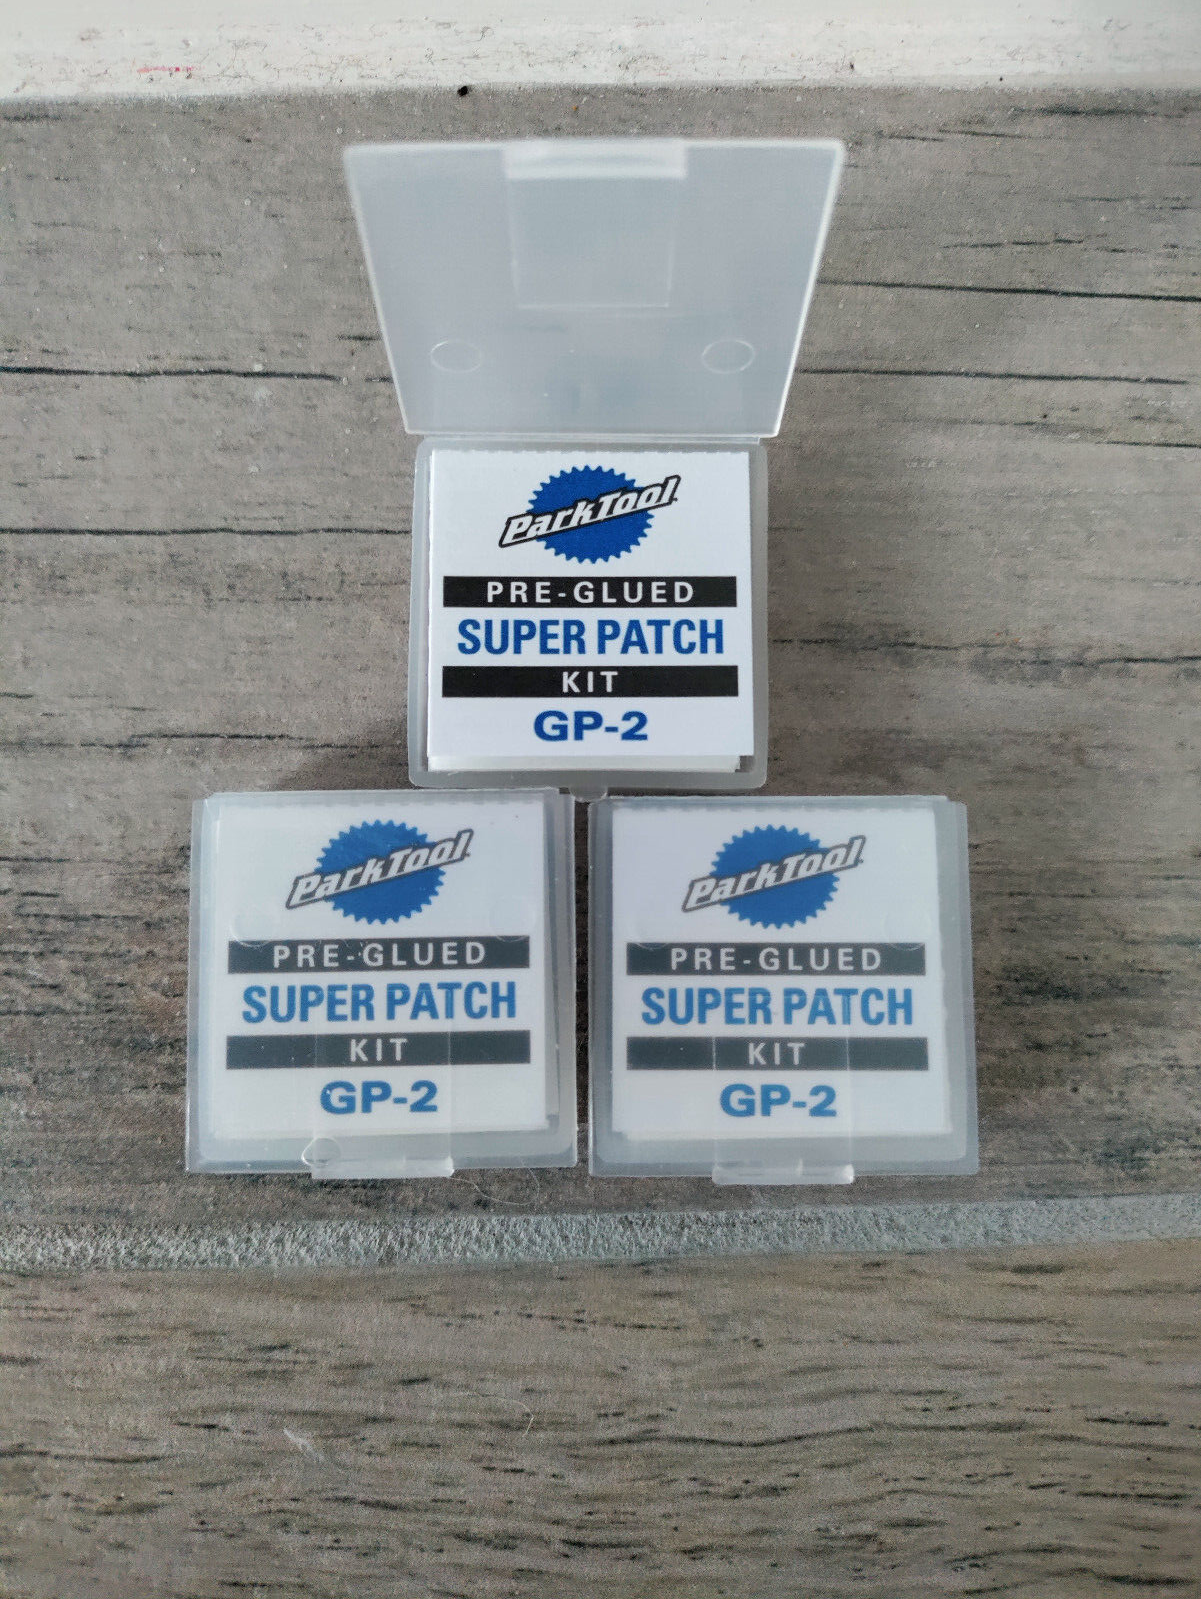 ParkTool
PRE-GLUED
SUPER PATCH
KIT
GP-2
ParkTool
PRE-GLUED
SUPER PATCH
KIT
GP-2
ParkTool
PRE-GLUED
SUPER PATCH
KIT
GP-2